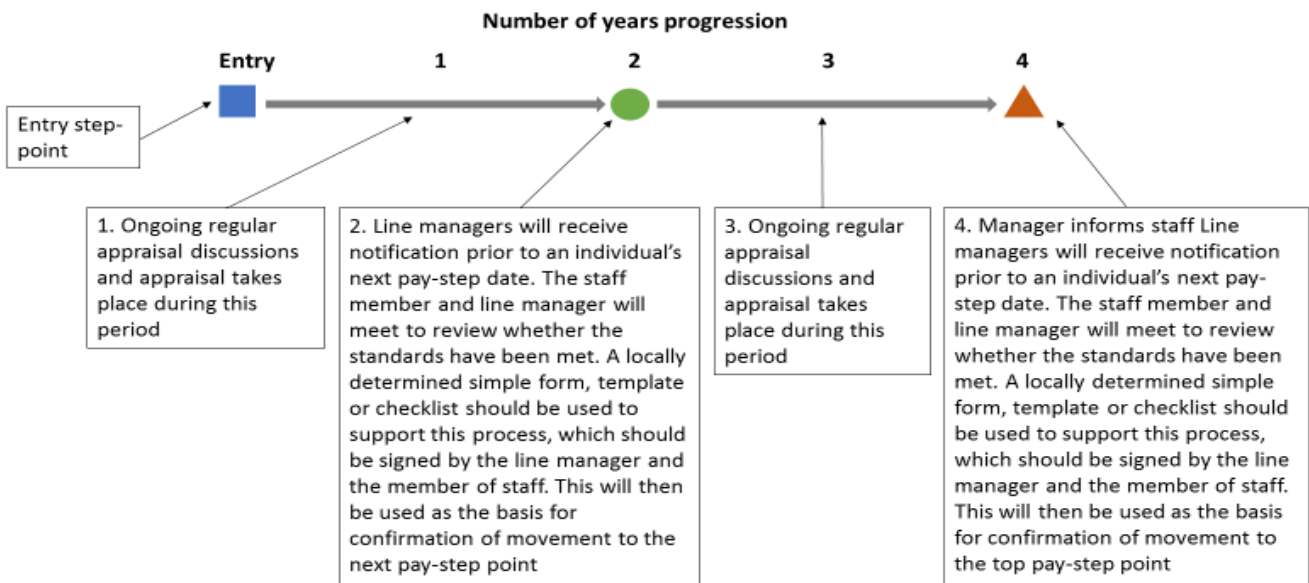 Number of years progression
Entry 1 2 3 4
Entry step-
point
1. Ongoing regular
appraisal discussions
and appraisal takes
place during this
period
2. Line managers will receive
notification prior to an individual’s
next pay-step date. The staff
member and line manager will
meet to review whether the
standards have been met. A locally
determined simple form, template
or checklist should be used to
support this process, which should
be signed by the line manager and
the member of staff. This will then
be used as the basis for
confirmation of movement to the
next pay-step point
3. Ongoing regular
appraisal
discussions and
appraisal takes
place during this
period
4. Manager informs staff Line
managers will receive notification
prior to an individual’s next pay-
step date. The staff member and
line manager will meet to review
whether the standards have been
met. A locally determined simple
form, template or checklist should
be used to support this process,
which should be signed by the line
manager and the member of staff.
This will then be used as the basis
for confirmation of movement to
the top pay-step point